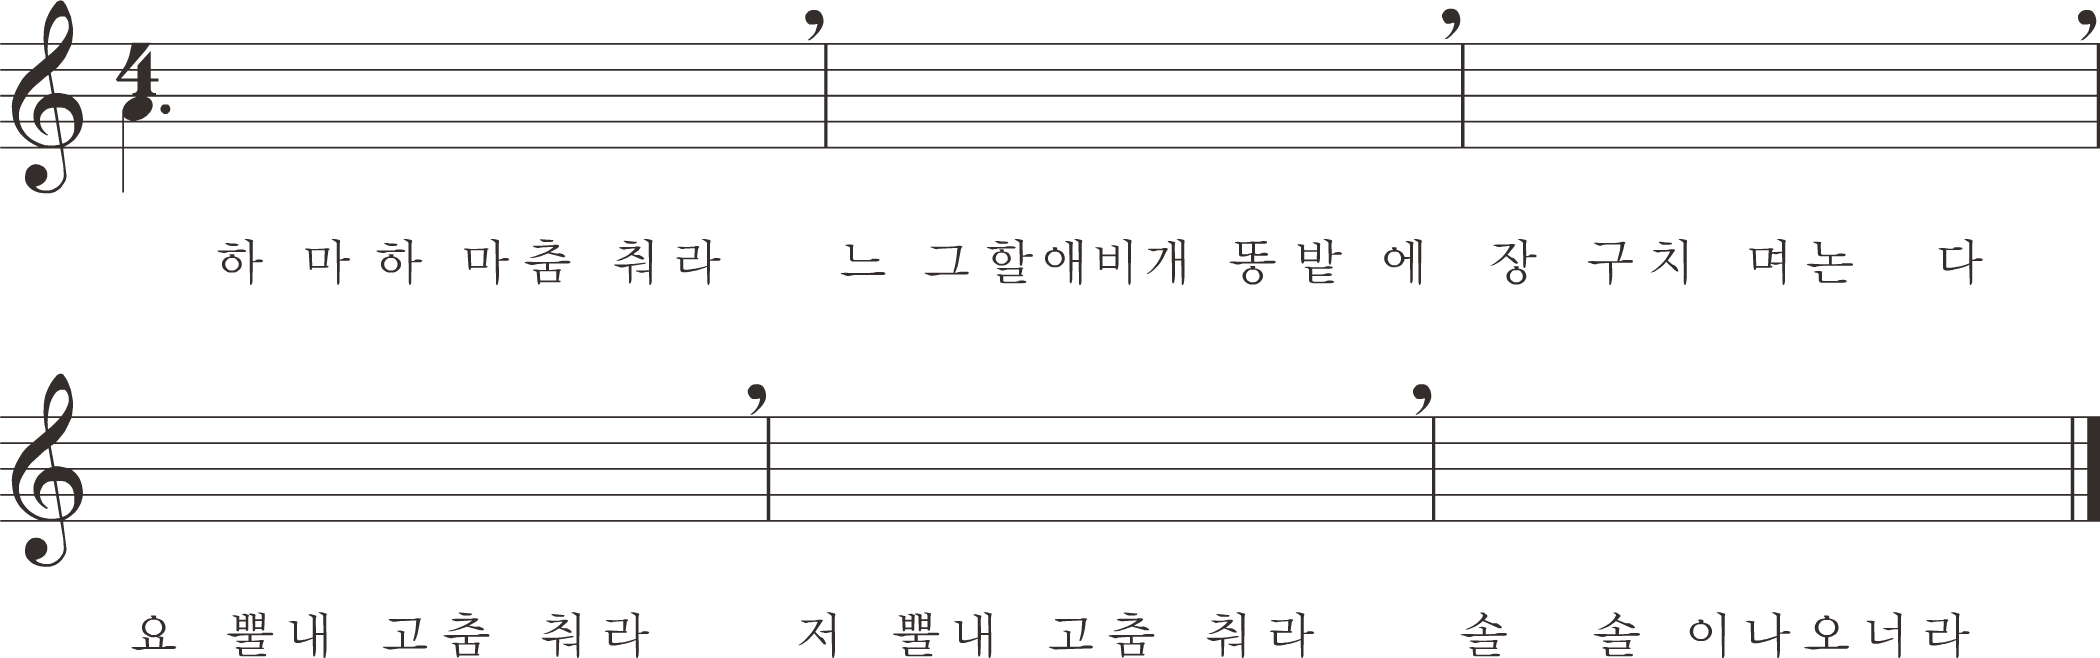 4
하 마 하 마 춤 춰 라 느 그 할 애 비 개 똥 밭 에 장 구 치 며 논 다
요 뿔 내 고 춤 춰 라 저 뿔 내 고 춤 춰 라 솔 솔 이 나 오 너 라